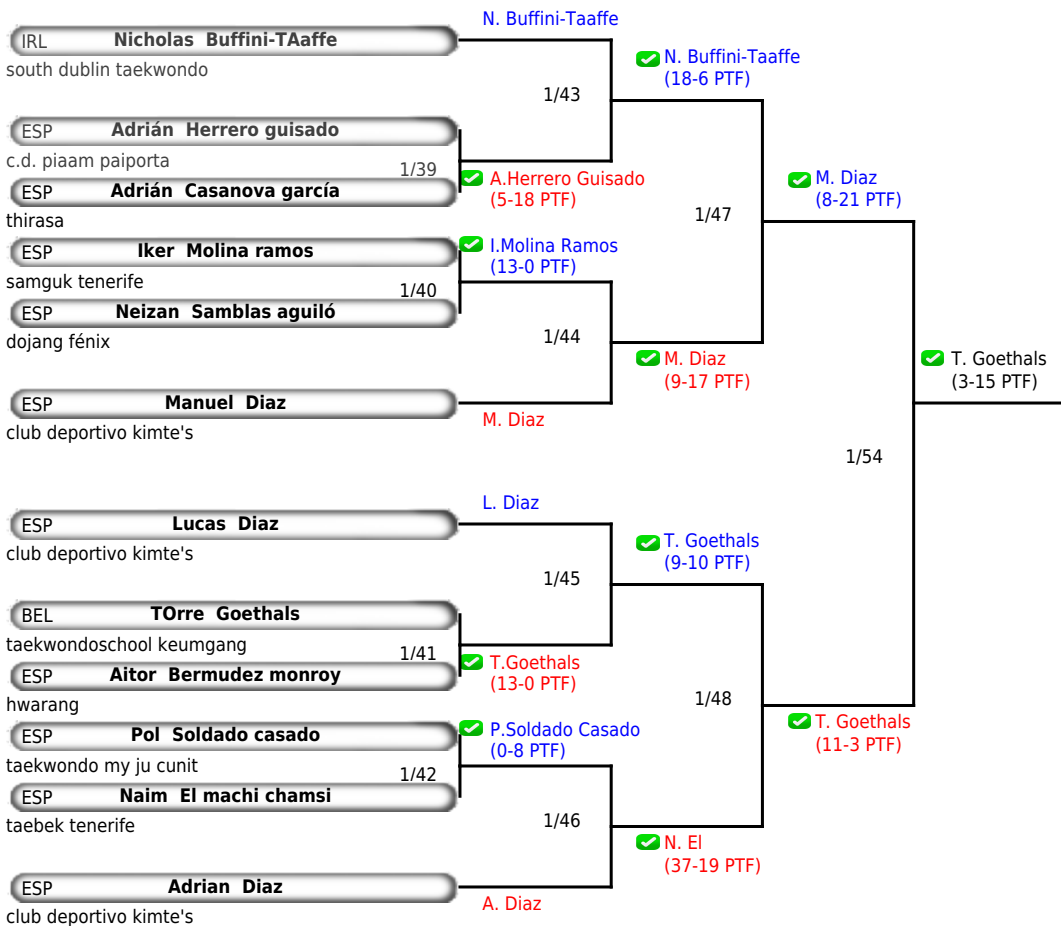 N. Buffini-Taaffe
IRL Nicholas Buffini-TAaffe
south dublin taekwondo
N. Buffini-Taaffe
(18-6 PTF)
1/43
ESP Adrián Herrero guisado
c.d. piaam paiporta
1/39
A.Herrero Guisado
(5-18 PTF)
ESP Adrián Casanova garcía
thirasa
M. Diaz
(8-21 PTF)
1/47
ESP Iker Molina ramos
I.Molina Ramos
(13-0 PTF)
samguk tenerife
1/40
ESP Neizan Samblas aguiló
dojang fénix
1/44
M. Diaz
(9-17 PTF)
T. Goethals
(3-15 PTF)
ESP Manuel Diaz
M. Diaz
club deportivo kimte's
1/54
L. Diaz
ESP Lucas Diaz
club deportivo kimte's
T. Goethals
(9-10 PTF)
1/45
BEL TOrre Goethals
taekwondoschool keumgang
1/41
T.Goethals
(13-0 PTF)
ESP Aitor Bermudez monroy
hwarang
1/48
T. Goethals
(11-3 PTF)
ESP Pol Soldado casado
P.Soldado Casado
(0-8 PTF)
taekwondo my ju cunit
1/42
ESP Naim El machi chamsi
taebek tenerife
1/46
N. El
(37-19 PTF)
ESP Adrian Diaz
A. Diaz
club deportivo kimte's